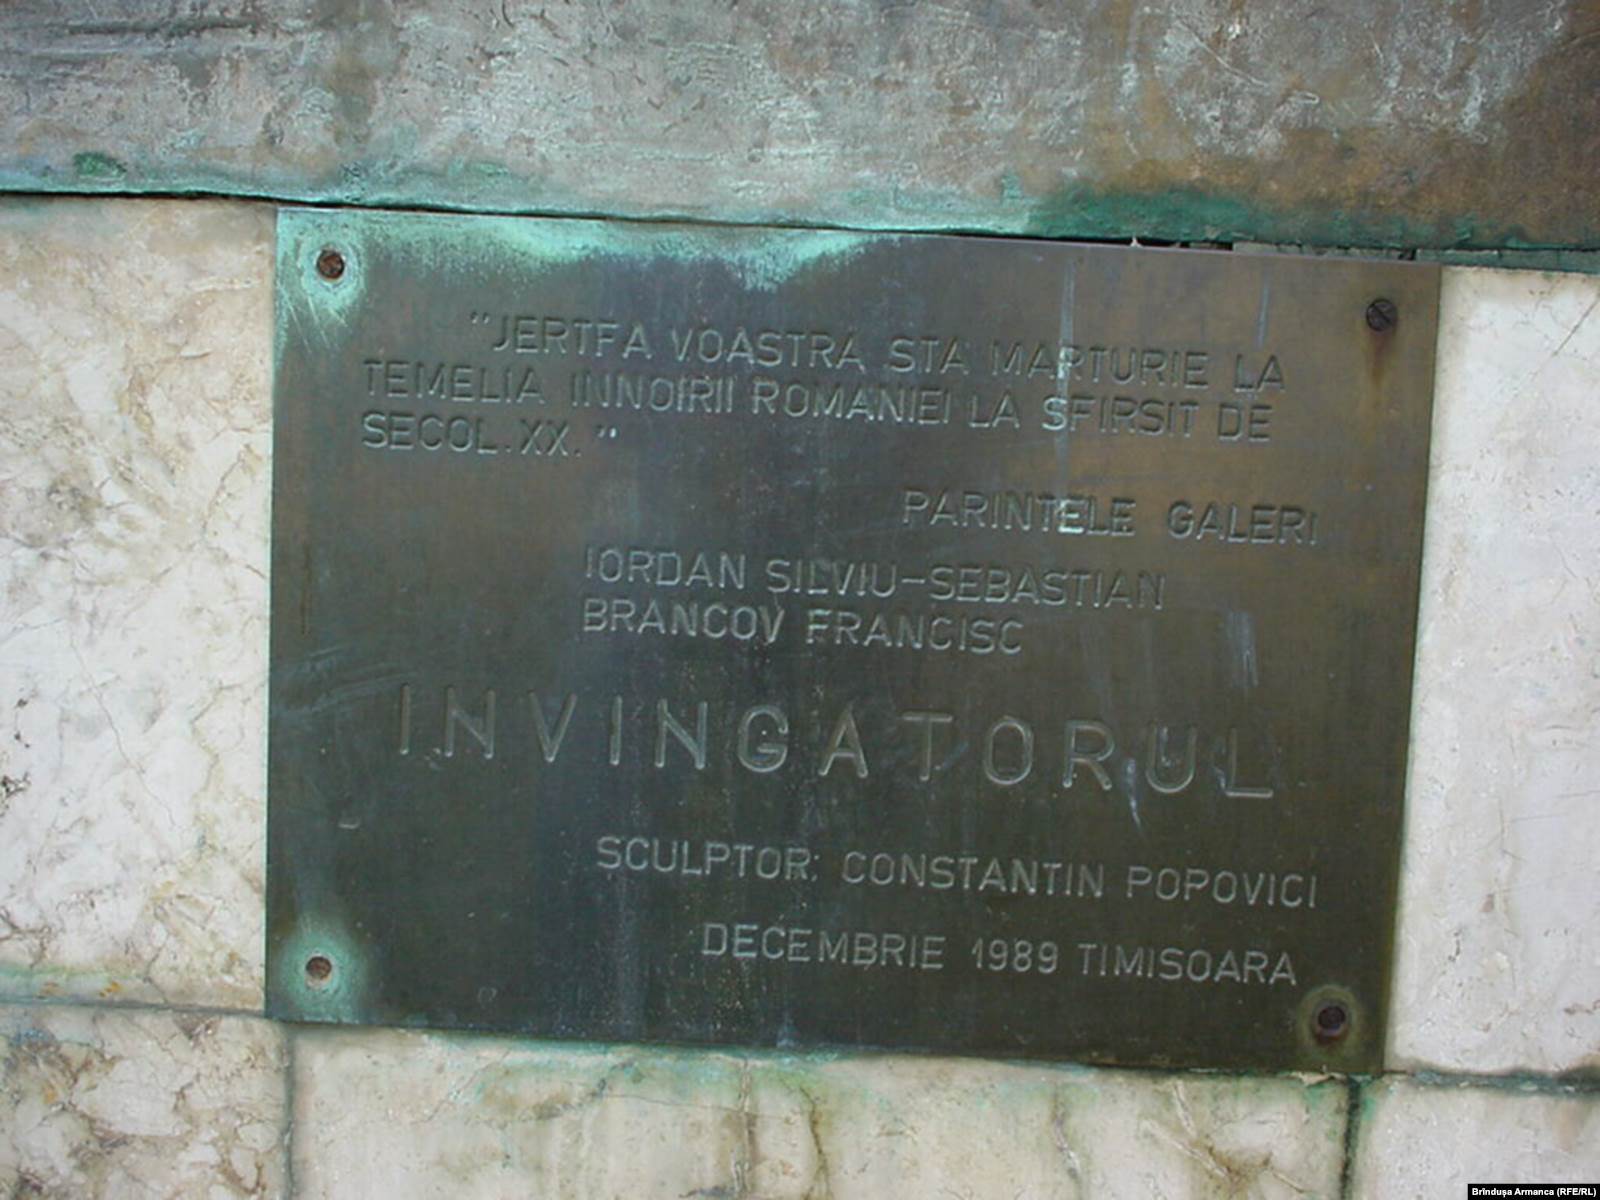 "JERTFA VOASTRA STA MARTURIE LA
TEMELIA INNOIRII ROMANIEI LA SFIRSIT DE
SECOL.XX."
PARINTELE GALERI
IORDAN SILVIU-SEBASTIAN
BRANCOV FRANCISC
INVINGATORUL
SCULPTOR: CONSTANTIN POPOVICI
DECEMBRIE 1989 TIMISOARA
Brîndușa Armanca (RFE/RL)